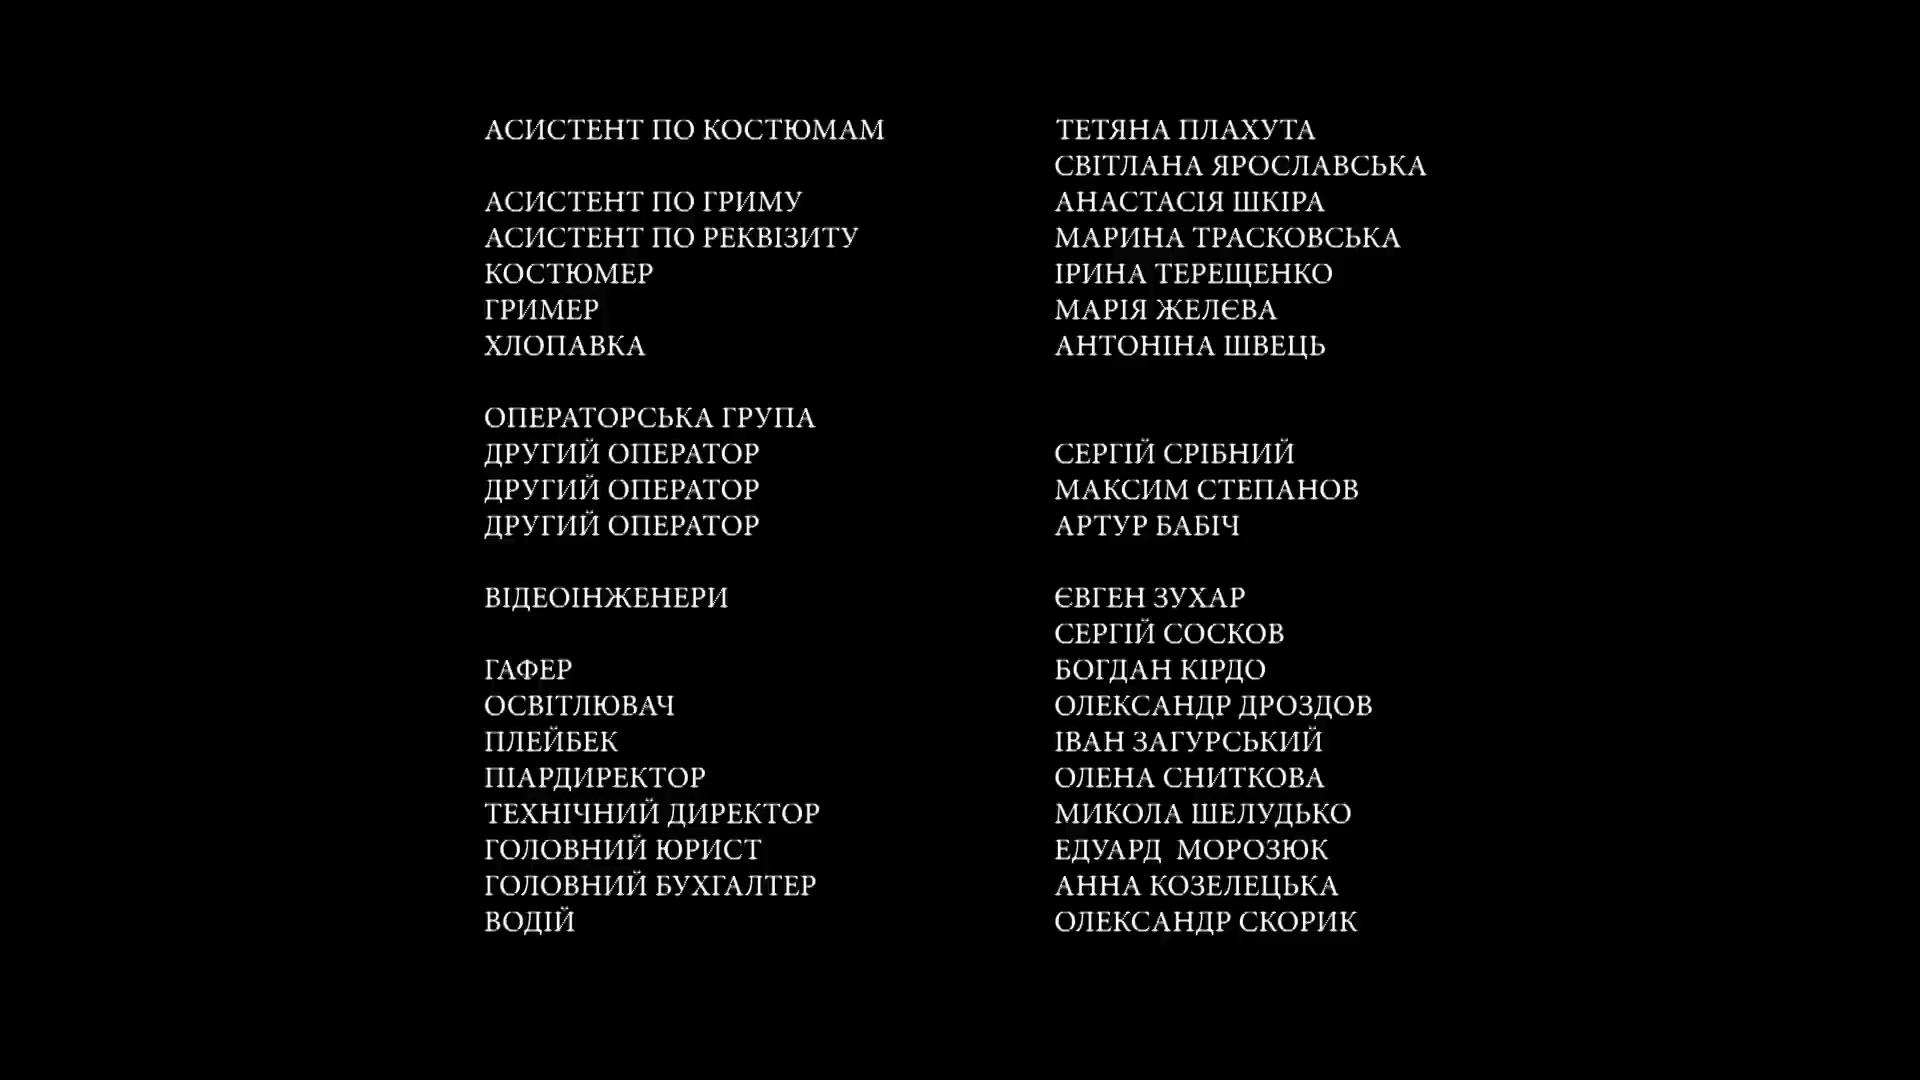 АСИСТЕНТ ПО КОСТЮМАМ ТЕТЯНА ПЛАХУТА
СВІТЛАНА ЯРОСЛАВСЬКА
АСИСТЕНТ ПО ГРИМУ АНАСТАСІЯ ШКІРА
АСИСТЕНТ ПО РЕКВІЗИТУ МАРИНА ТРАСКОВСЬКА
КОСТЮМЕР ІРИНА ТЕРЕЩЕНКО
ГРИМЕР МАРІЯ ЖЕЛЄВА
ХЛОПАВКА АНТОНІНА ШВЕЦЬ
ОПЕРАТОРСЬКА ГРУПА
ДРУГИЙ ОПЕРАТОР СЕРГІЙ СРІБНИЙ
ДРУГИЙ ОПЕРАТОР МАКСИМ СТЕПАНОВ
ДРУГИЙ ОПЕРАТОР АРТУР БАБІЧ
ВІДЕОІНЖЕНЕРИ ЄВГЕН ЗУХАР
СЕРГІЙ СОСКОВ
ГАФЕР БОГДАН КІРДО
ОСВІТЛЮВАЧ ОЛЕКСАНДР ДРОЗДОВ
ПЛЕЙБЕК ІВАН ЗАГУРСЬКИЙ
ПІАРДИРЕКТОР ОЛЕНА СНИТКОВА
ТЕХНІЧНИЙ ДИРЕКТОР МИКОЛА ШЕЛУДЬКО
ГОЛОВНИЙ ЮРИСТ ЕДУАРД  МОРОЗЮК
ГОЛОВНИЙ БУХГАЛТЕР АННА КОЗЕЛЕЦЬКА
ВОДІЙ ОЛЕКСАНДР СКОРИК